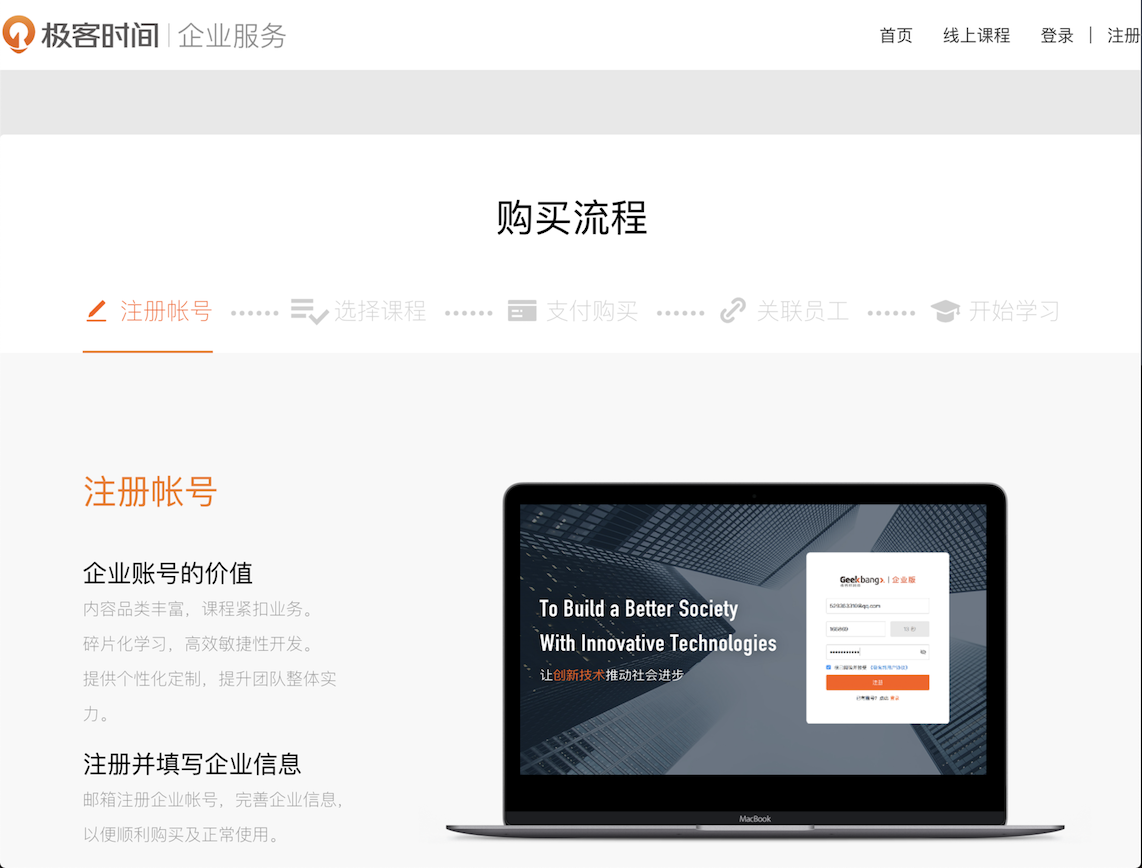 极客时间 | 企业服务
首页 线上课程 登录 | 注册
购买流程
注册帐号 选择课程 支付购买 关联员工 开始学习
注册帐号
企业账号的价值
内容品类丰富，课程紧扣业务。
碎片化学习，高效敏捷性开发。
提供个性化定制，提升团队整体实
力。
注册并填写企业信息
邮箱注册企业帐号，完善企业信息，
以便顺利购买及正常使用。
To Build a Better Society
With Innovative Technologies
让创新技术推动社会进步
Geekbang. | 企业版
注册
MacBook